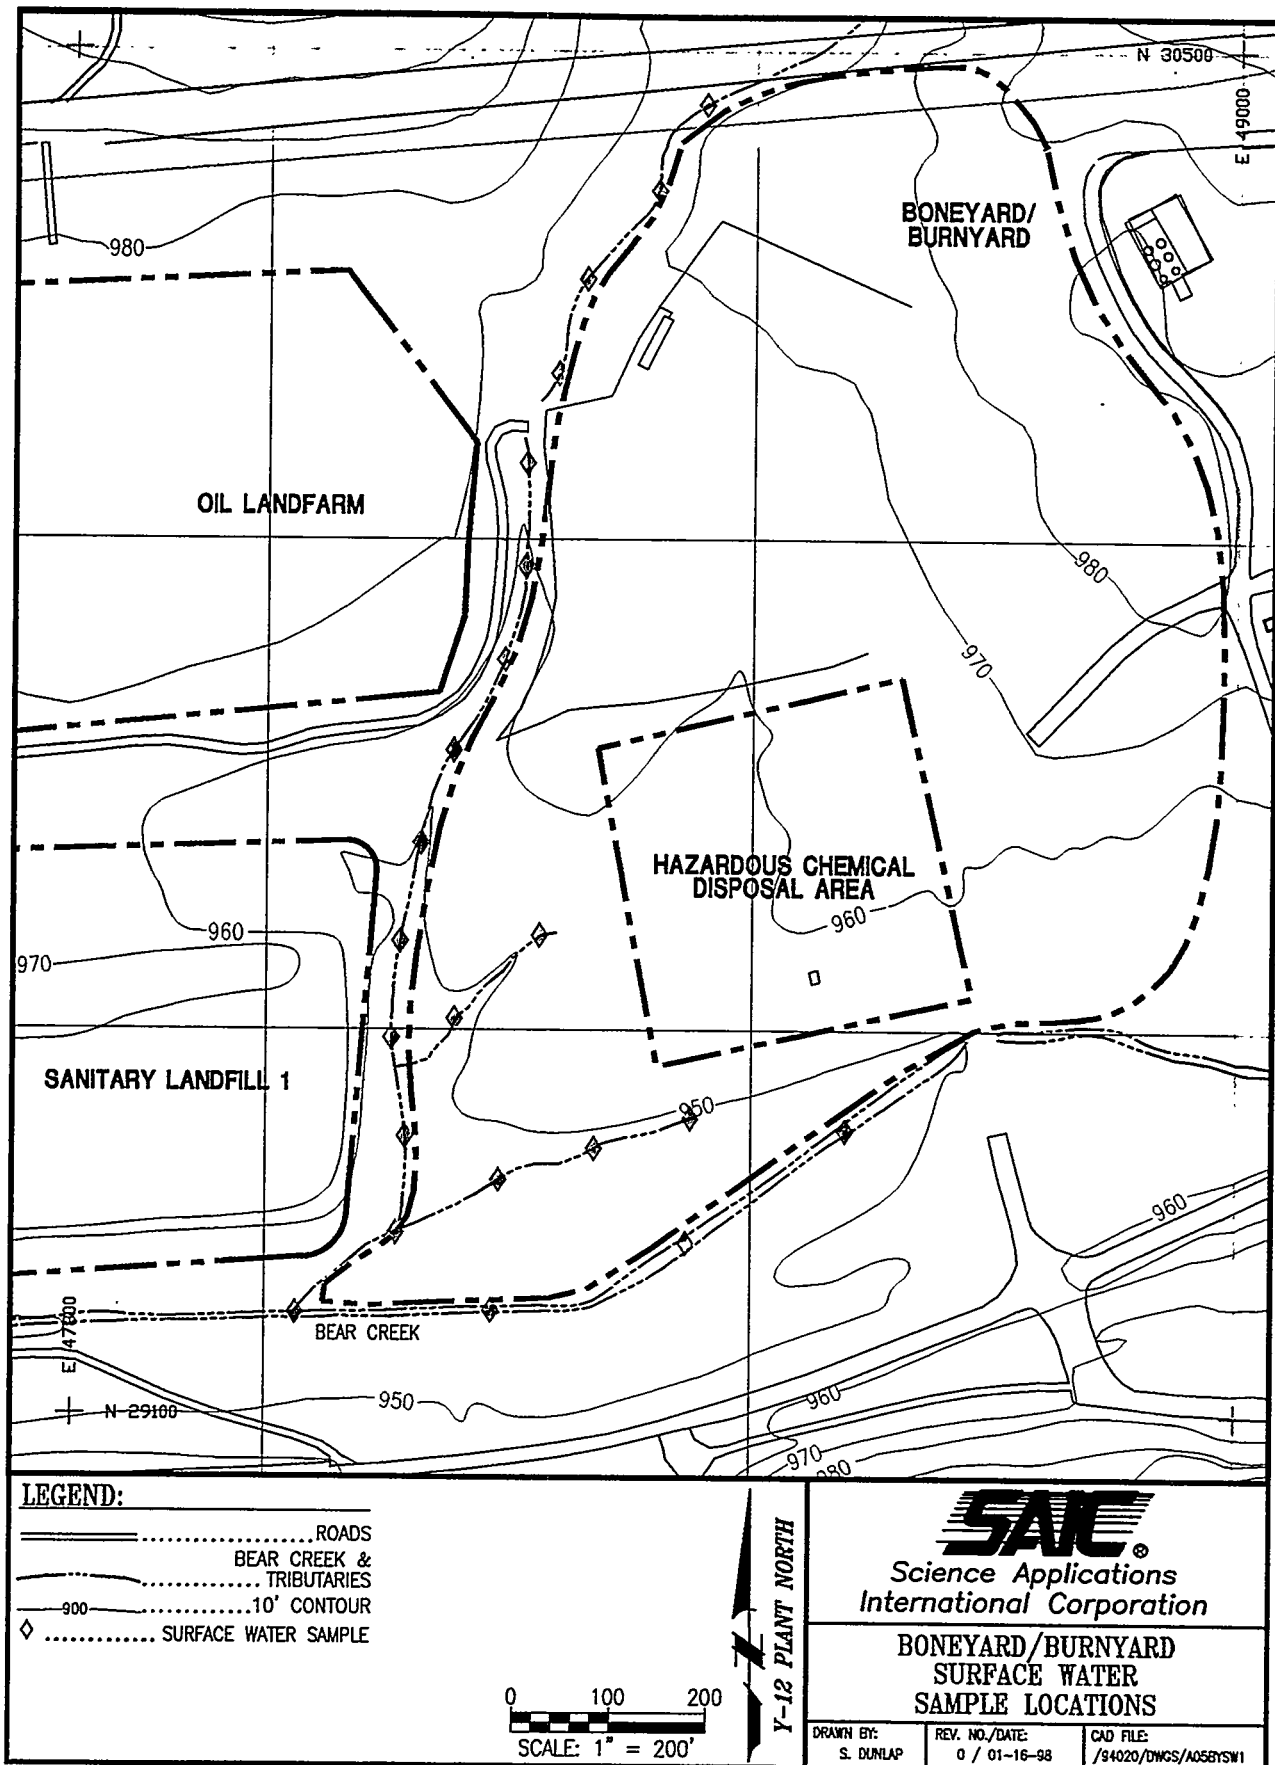 N 30500
E 49000
BONEYARD/
BURNYARD
980
OIL LANDFARM
980
970
HAZARDOUS CHEMICAL
DISPOSAL AREA
960
960
970
SANITARY LANDFILL 1
950
960
BEAR CREEK
E 47800
N 29100
950
960
970
980
LEGEND:
.................. ROADS
BEAR CREEK &
............ TRIBUTARIES
900 ........... 10' CONTOUR
............ SURFACE WATER SAMPLE
0 100 200
SCALE: 1" = 200'
Y-12 PLANT NORTH
SAIC®
Science Applications
International Corporation
BONEYARD/BURNYARD
SURFACE WATER
SAMPLE LOCATIONS
DRAWN BY:
S. DUNLAP
REV. NO./DATE:
0 / 01-16-98
CAD FILE:
/94020/DWGS/A05BYSW1